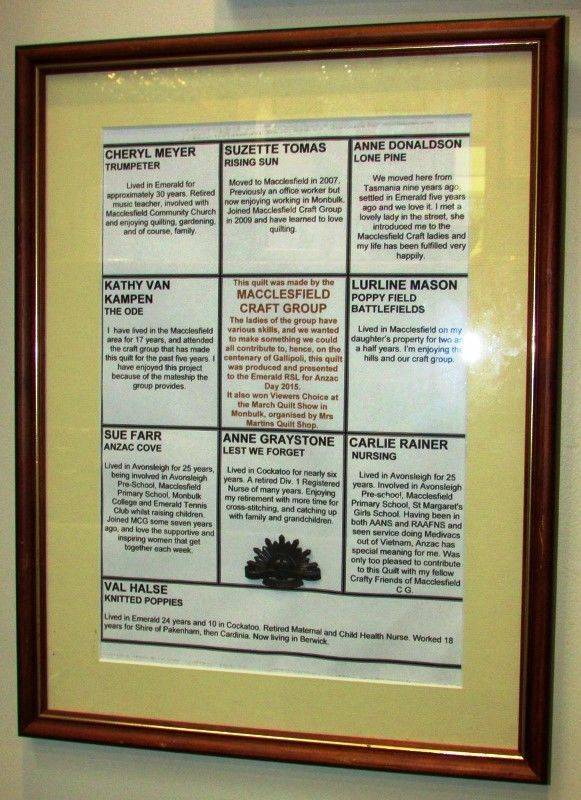 CHERYL MEYER
TRUMPETER
Lived in Emerald for
approximately 30 years. Retired
music teacher, involved with
Macclesfield Community Church
and enjoying quilting, gardening,
and of course, family.
SUZETTE TOMAS
RISING SUN
Moved to Macclesfield in 2007.
Previously an office worker but
now enjoying working in Monbulk.
Joined Macclesfield Craft Group
in 2009 and have learned to love
quilting.
ANNE DONALDSON
LONE PINE
We moved here from
Tasmania nine years ago,
settled in Emerald five years
ago and we love it. I met a
lovely lady in the street, she
introduced me to the
Macclesfield Craft ladies and
my life has been fulfilled very
happily.
KATHY VAN
KAMPEN
THE ODE
I have lived in the Macclesfield
area for 17 years, and attended
the craft group that has made
this quilt for the past five years. I
have enjoyed this project
because of the mateship the
group provides.
This quilt was made by the
MACCLESFIELD
CRAFT GROUP
The ladies of the group have
various skills, and we wanted
to make something we could
all contribute to, hence, on the
centenary of Gallipoli, this quilt
was produced and presented
to the Emerald RSL for Anzac
Day 2015.
It also won Viewers Choice at
the March Quilt Show in
Monbulk, organised by Mrs
Martins Quilt Shop.
LURLINE MASON
POPPY FIELD
BATTLEFIELDS
Lived in Macclesfield on my
daughter's property for two
a half years. I'm enjoying the
hills and our craft group.
SUE FARR
ANZAC COVE
Lived in Avonsleigh for 25 years,
being involved in Avonsleigh
Pre-School, Macclesfield
Primary School, Monbulk
College and Emerald Tennis
Club whilst raising children.
Joined MCG some seven years
ago, and love the supportive and
inspiring women that get
together each week.
ANNE GRAYSTONE
LEST WE FORGET
Lived in Cockatoo for nearly six
years. A retired Div. 1 Registered
Nurse of many years. Enjoying
my retirement with more time for
cross-stitching, and catching up
with family and grandchildren.
CARLIE RAINER
NURSING
Lived in Avonsleigh for 25
years. Involved in Avonsleigh
Pre-school, Macclesfield
Primary School, St Margaret's
Girls School. Having been in
both AANS and RAAFNS and
seen service doing Medivacs
out of Vietnam, Anzac has
special meaning for me. Was
only too pleased to contribute
to this Quilt with my fellow
Crafty Friends of Macclesfield
C G.
VAL HALSE
KNITTED POPPIES
Lived in Emerald 24 years and 10 in Cockatoo. Retired Maternal and Child Health Nurse. Worked 18
years for Shire of Pakenham, then Cardinia. Now living in Berwick.